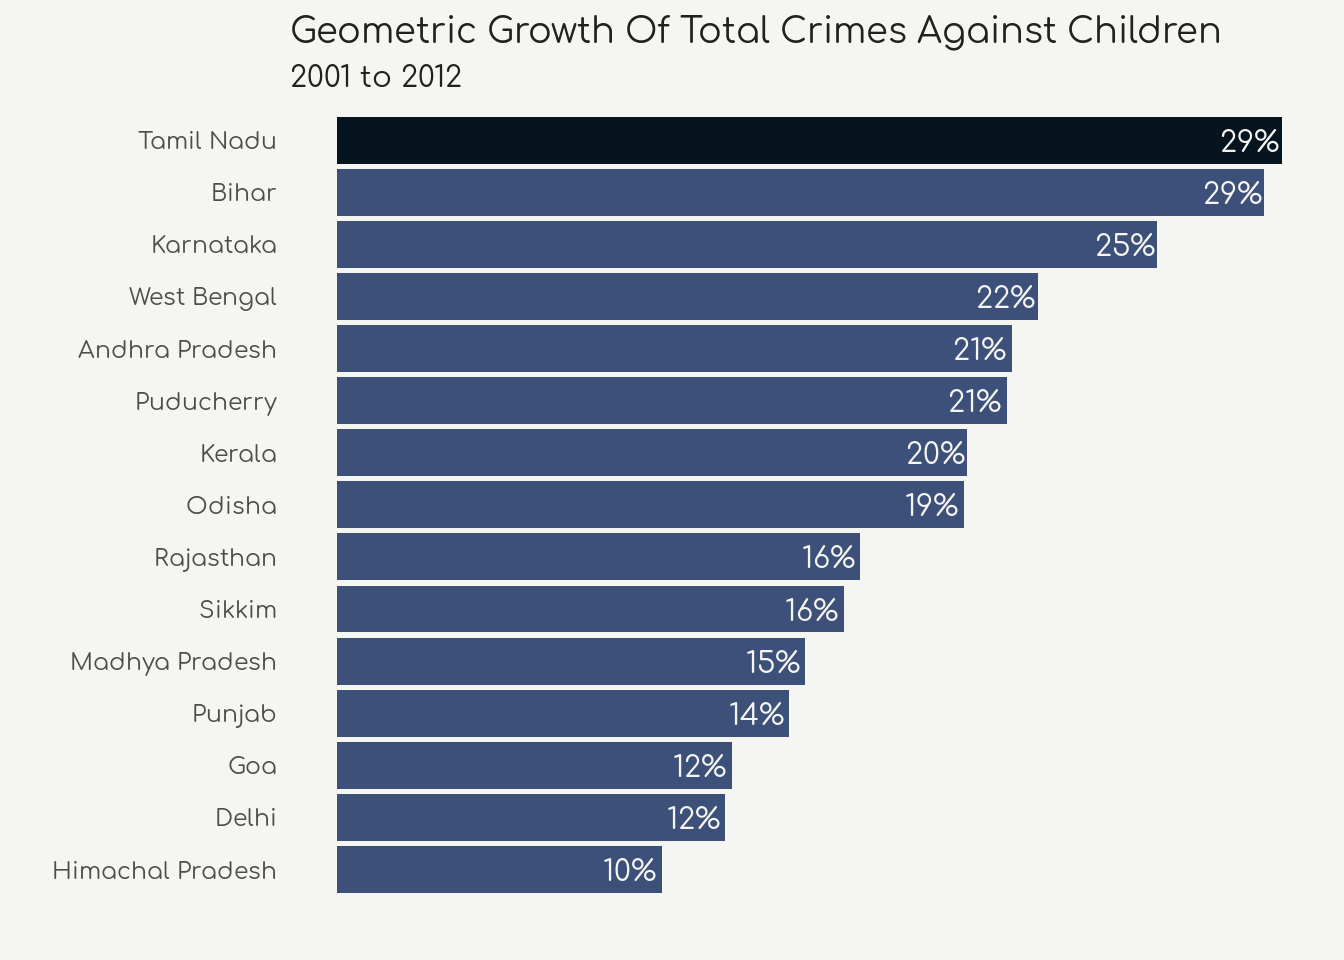 Geometric Growth Of Total Crimes Against Children
2001 to 2012
Tamil Nadu 29%
Bihar 29%
Karnataka 25%
West Bengal 22%
Andhra Pradesh 21%
Puducherry 21%
Kerala 20%
Odisha 19%
Rajasthan 16%
Sikkim 16%
Madhya Pradesh 15%
Punjab 14%
Goa 12%
Delhi 12%
Himachal Pradesh 10%